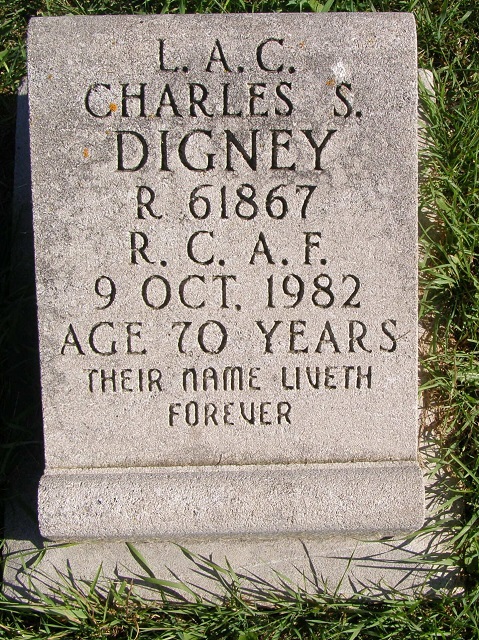 L. A. C.
CHARLES S.
DIGNEY
R 61867
R. C. A. F.
9 OCT. 1982
AGE 70 YEARS
THEIR NAME LIVETH
FOREVER